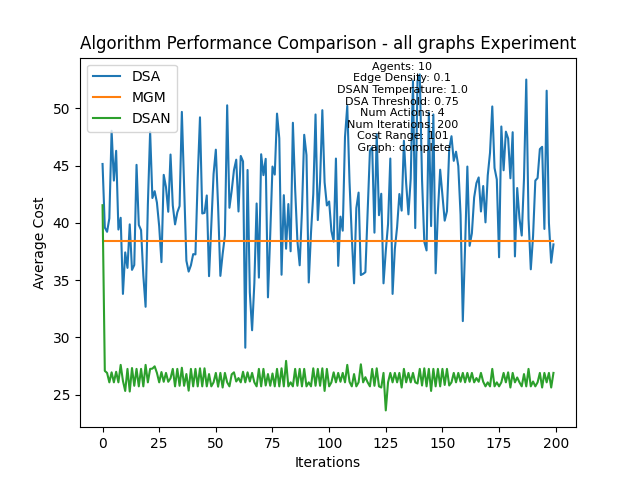 Algorithm Performance Comparison - all graphs Experiment
DSA
MGM
DSAN
Agents: 10
Edge Density: 0.1
DSAN Temperature: 1.0
DSA Threshold: 0.75
Num Actions: 4
Num Iterations: 200
Cost Range: 101
Graph: complete
Average Cost
50
45
40
35
30
25
0 25 50 75 100 125 150 175 200
Iterations